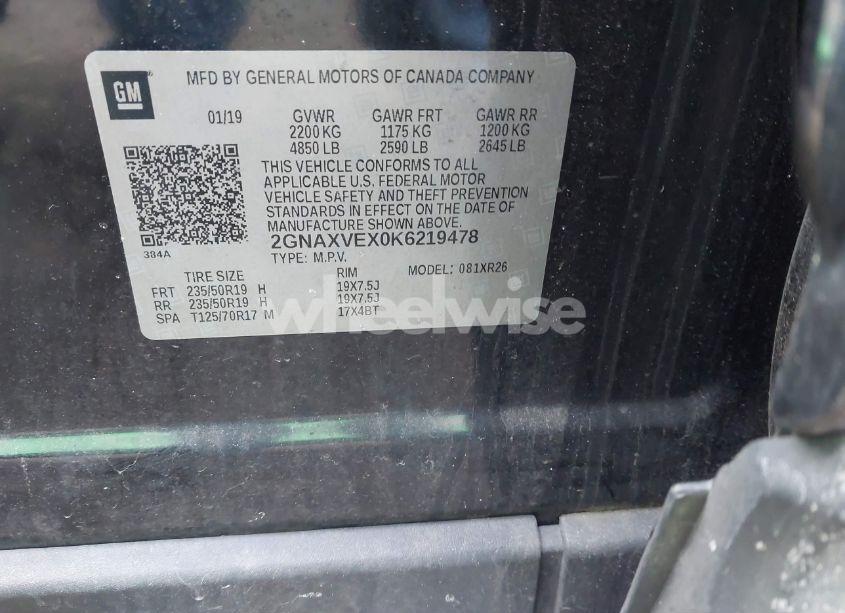 GM
MFD BY GENERAL MOTORS OF CANADA COMPANY
01/19 GVWR GAWR FRT GAWR RR
2200 KG 1175 KG 1200 KG
4850 LB 2590 LB 2645 LB
THIS VEHICLE CONFORMS TO ALL
APPLICABLE U.S. FEDERAL MOTOR
VEHICLE SAFETY AND THEFT PREVENTION
STANDARDS IN EFFECT ON THE DATE OF
MANUFACTURE SHOWN ABOVE.
384A 2GNAXVEX0K6219478
TYPE: M.P.V. MODEL: 081XR26
TIRE SIZE RIM
FRT 235/50R19 H 19X7.5J
RR 235/50R19 H 19X7.5J
SPA T125/70R17 M 17X4BT
wheelwise